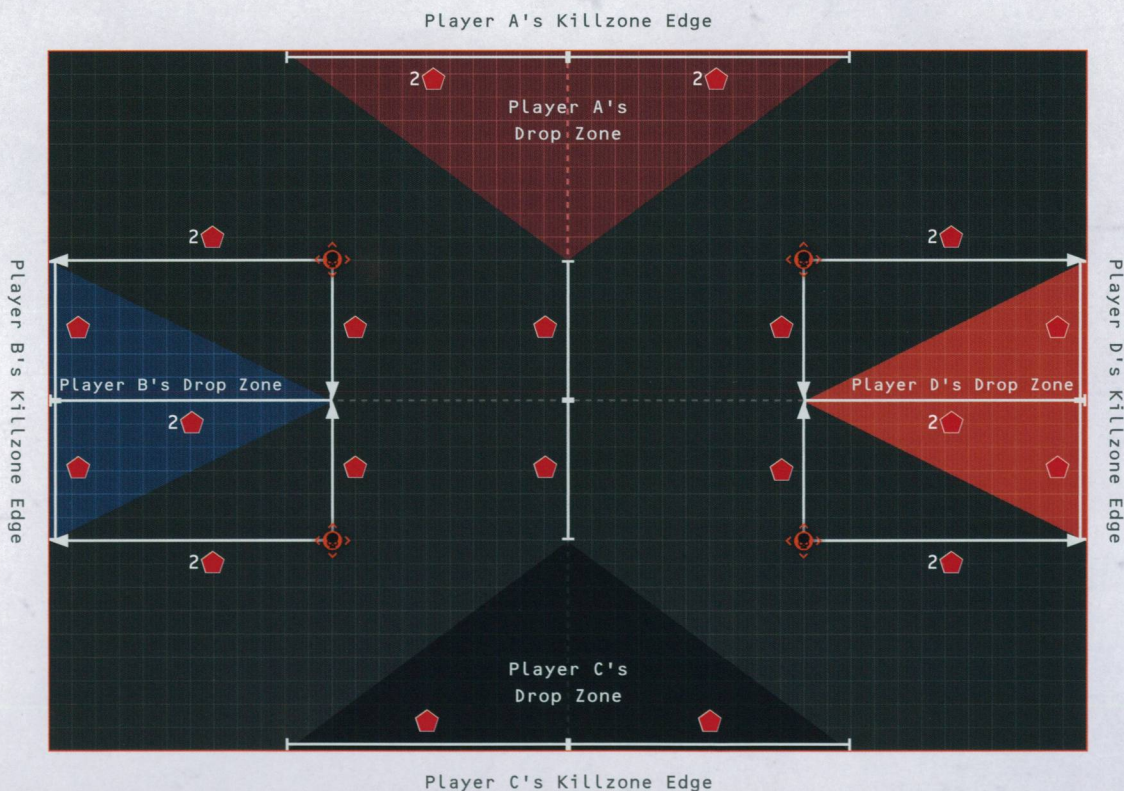 Player A's Killzone Edge
2
2
Player A's
Drop Zone
2
2
Player B's Killzone Edge
Player D's Killzone Edge
Player B's Drop Zone
Player D's Drop Zone
2
2
2
2
Player C's
Drop Zone
Player C's Killzone Edge